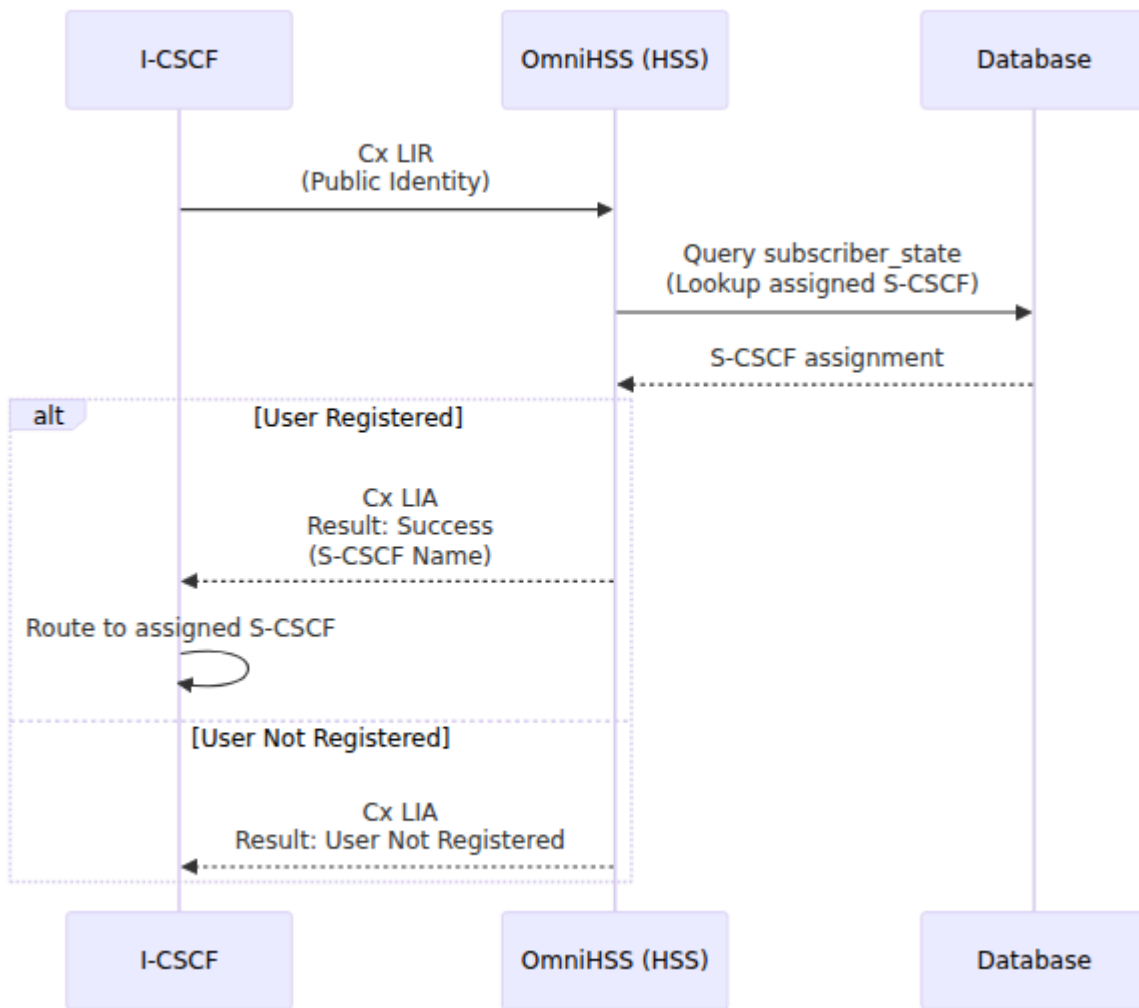 I-CSCF
OmniHSS (HSS)
Database
Cx LIR
(Public Identity)
Query subscriber_state
(Lookup assigned S-CSCF)
S-CSCF assignment
alt
[User Registered]
Cx LIA
Result: Success
(S-CSCF Name)
Route to assigned S-CSCF
[User Not Registered]
Cx LIA
Result: User Not Registered
I-CSCF
OmniHSS (HSS)
Database